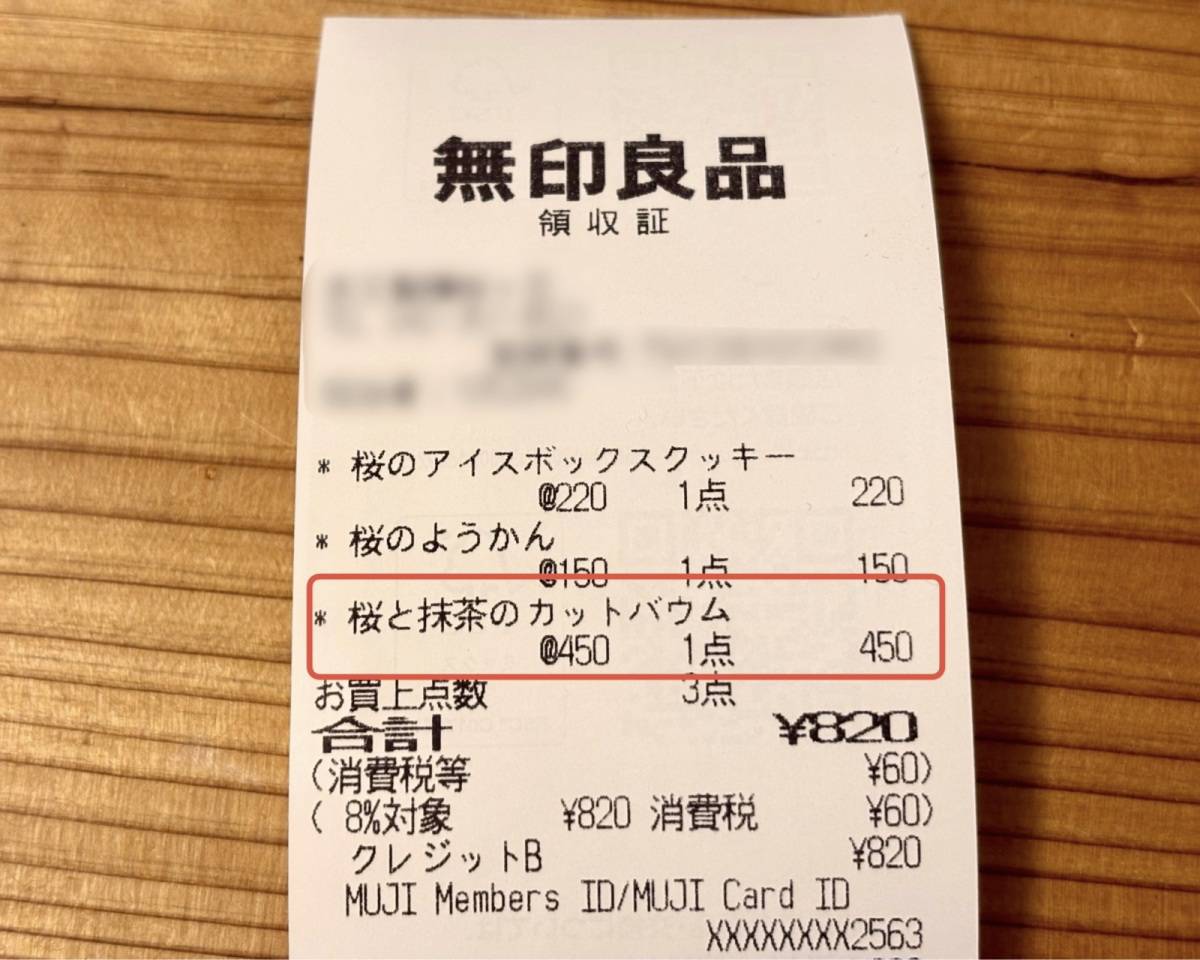 無印良品
領収証
* 桜のアイスボックスクッキー
@220 1点 220
* 桜のようかん
@150 1点 150
* 桜と抹茶のカットバウム
@450 1点 450
お買上点数 3点
合計 ¥820
(消費税等 ¥60)
( 8%対象 ¥820 消費税 ¥60)
クレジットB ¥820
MUJI Members ID/MUJI Card ID
XXXXXXXX2563